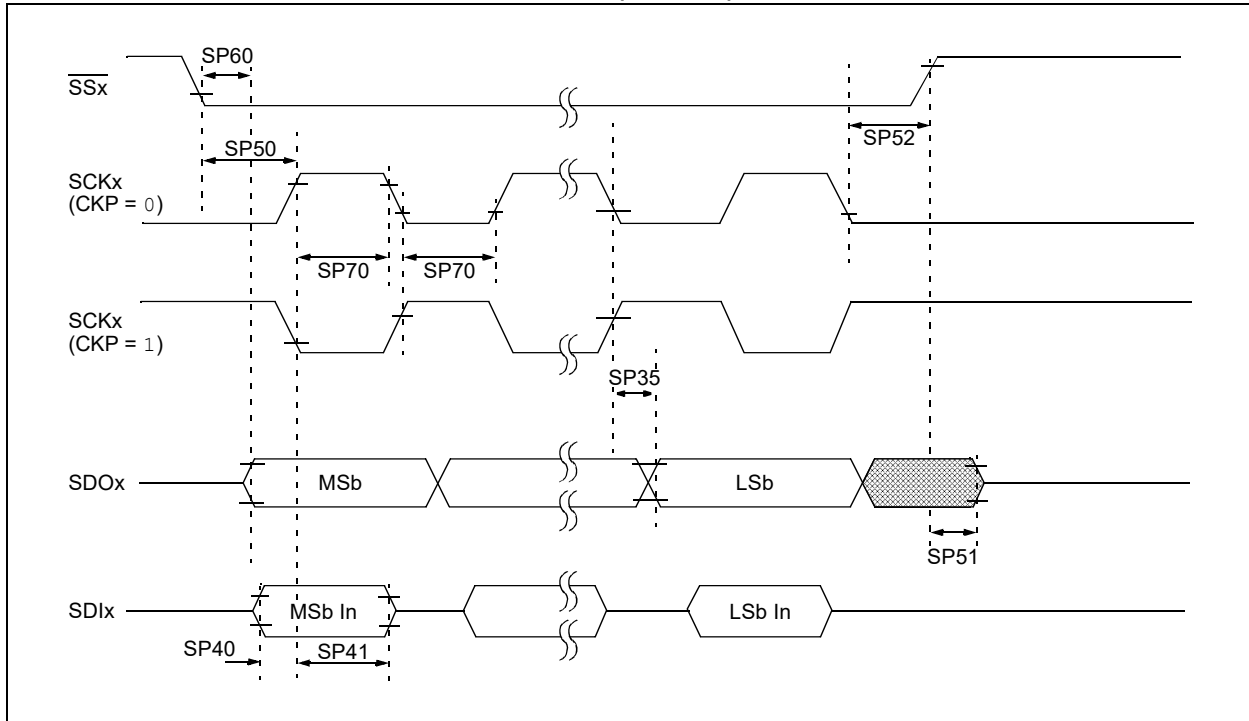 SP60
SSx
SP50
SP52
SCKx
(CKP = 0)
SP70 SP70
SCKx
(CKP = 1)
SP35
SDOx MSb LSb
SP51
SDIx MSb In LSb In
SP40 SP41